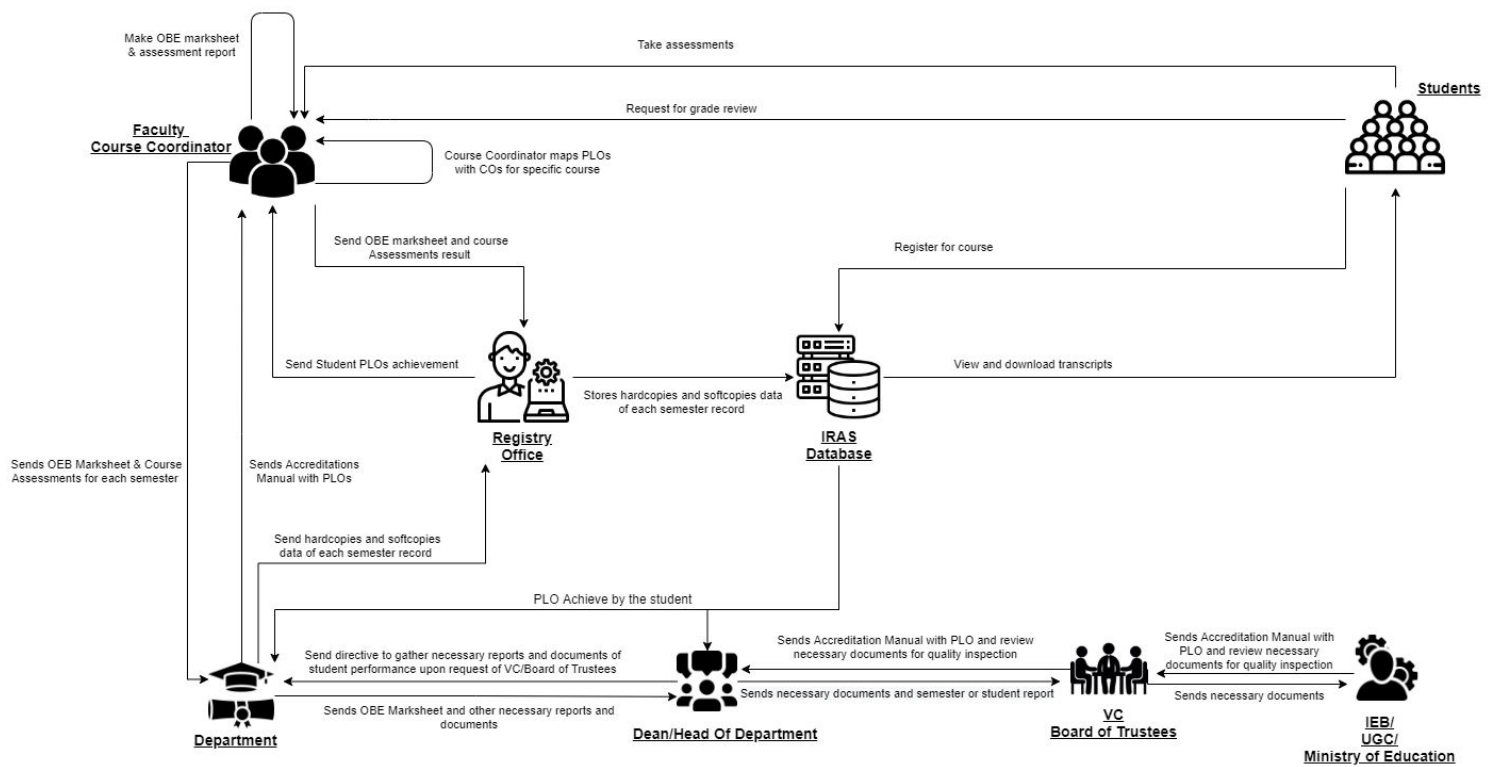 Make OBE marksheet
& assessment report
Take assessments
Students
Request for grade review
Faculty
Course Coordinator
Course Coordinator maps PLOs
with COs for specific course
Send OBE marksheet and course
Assessments result
Register for course
Send Student PLOs achievement
View and download transcripts
Stores hardcopies and softcopies data
of each semester record
Registry
Office
IRAS
Database
Sends OEB Marksheet & Course
Assessments for each semester
Sends Accreditations
Manual with PLOs
Send hardcopies and softcopies
data of each semester record
PLO Achieve by the student
Send directive to gather necessary reports and documents of
student performance upon request of VC/Board of Trustees
Sends Accreditation Manual with PLO and review
necessary documents for quality inspection
Sends Accreditation Manual with
PLO and review necessary
documents for quality inspection
Sends necessary documents and semester or student report
Sends necessary documents
Sends OBE Marksheet and other necessary reports and
documents
Department
Dean/Head Of Department
VC
Board of Trustees
IEB/
UGC/
Ministry of Education